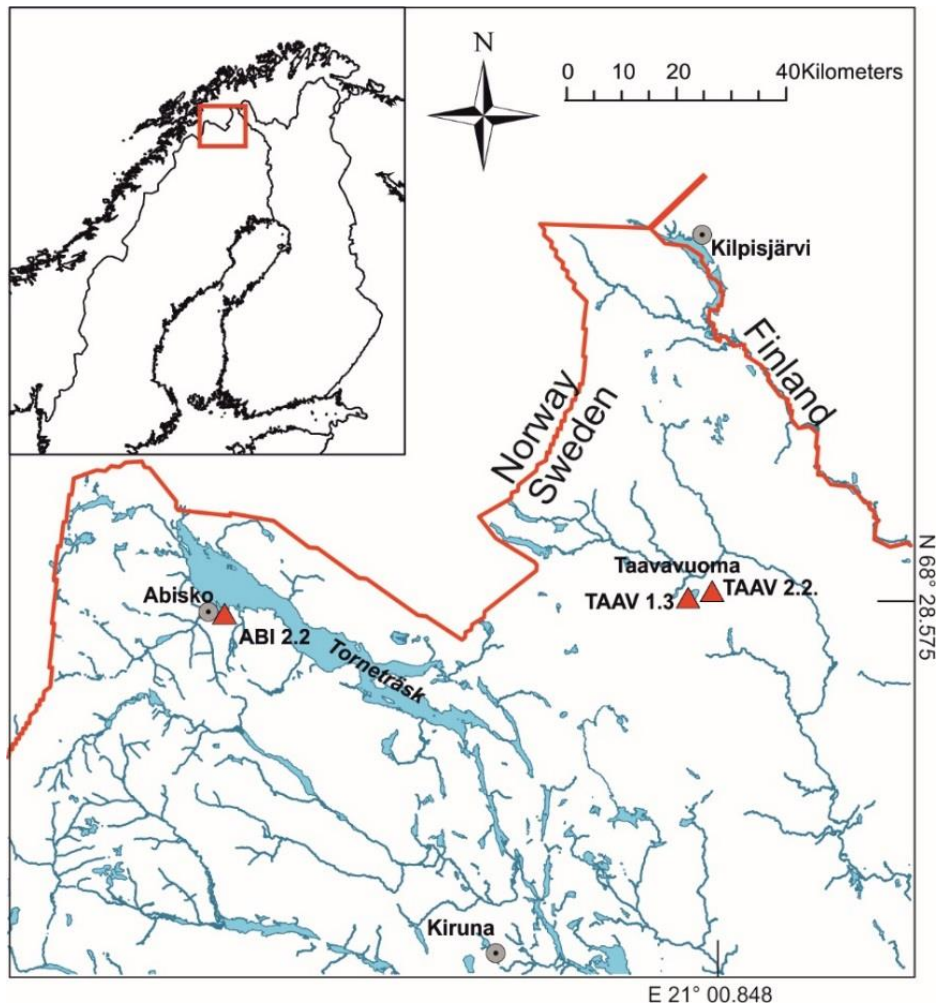 N
0 10 20 40Kilometers
Kilpisjärvi
Norway
Sweden
Finland
Taavavuoma
TAAV 1.3
TAAV 2.2.
Abisko
ABI 2.2
Torneträsk
Kiruna
N 68° 28.575
E 21° 00.848